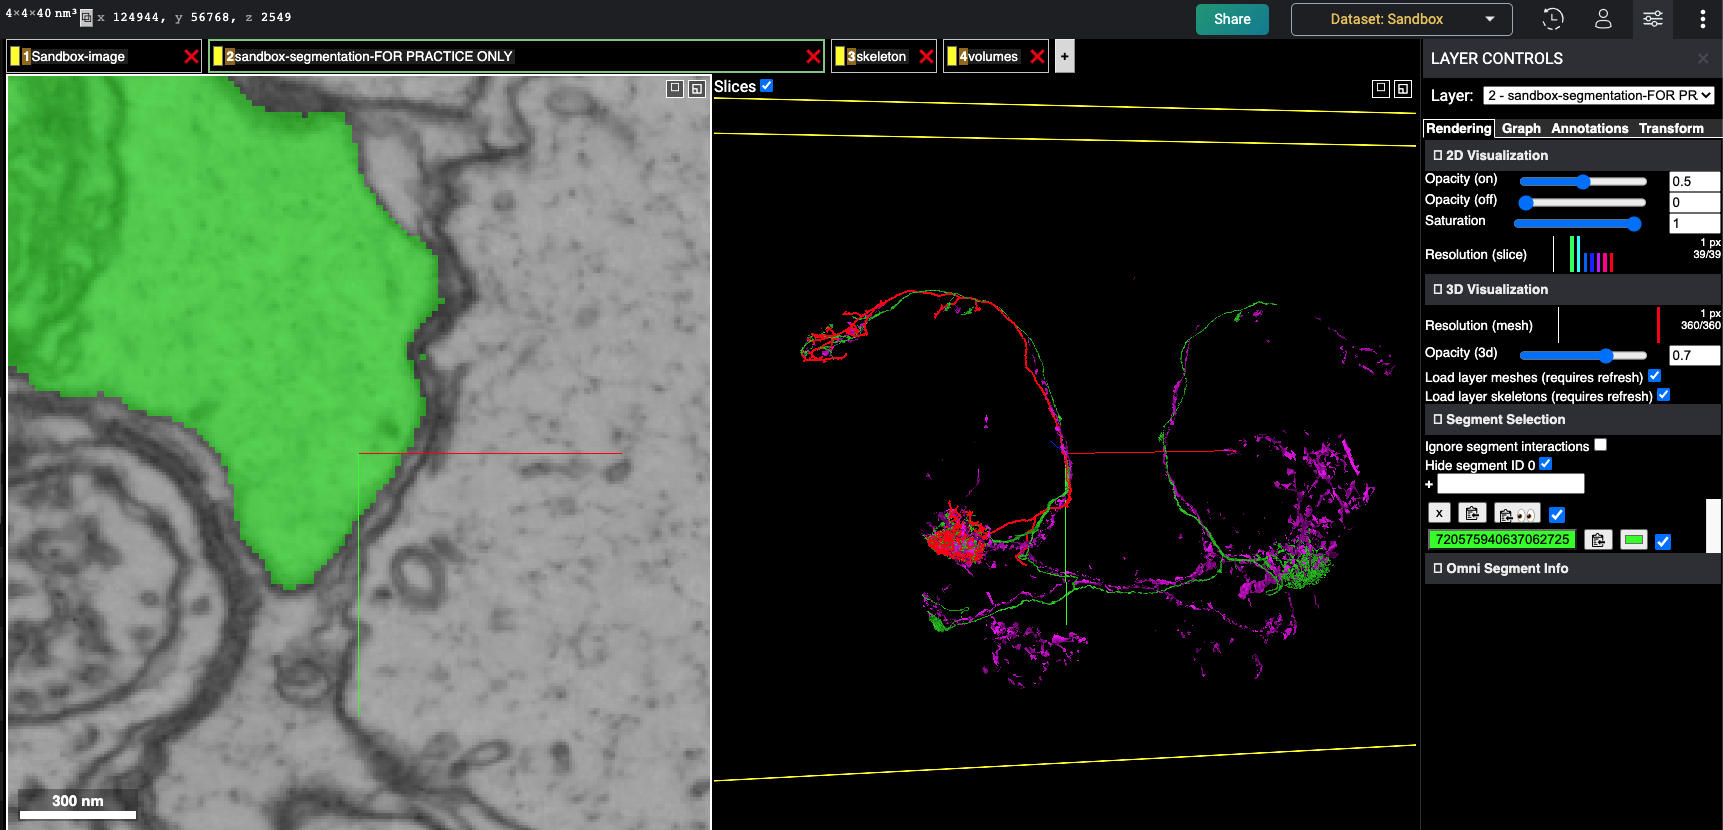 4×4×40 nm³ x 124944, y 56768, z 2549
Share
Dataset: Sandbox
1Sandbox-image
2sandbox-segmentation-FOR PRACTICE ONLY
3skeleton
4volumes
+
LAYER CONTROLS
Layer: 2 - sandbox-segmentation-FOR PR
Slices
Rendering Graph Annotations Transform
2D Visualization
Opacity (on) 0.5
Opacity (off) 0
Saturation 1
Resolution (slice) 1 px
39/39
3D Visualization
Resolution (mesh) 1 px
360/360
Opacity (3d) 0.7
Load layer meshes (requires refresh)
Load layer skeletons (requires refresh)
Segment Selection
Ignore segment interactions
Hide segment ID 0
+
x
720575940637062725
Omni Segment Info
300 nm